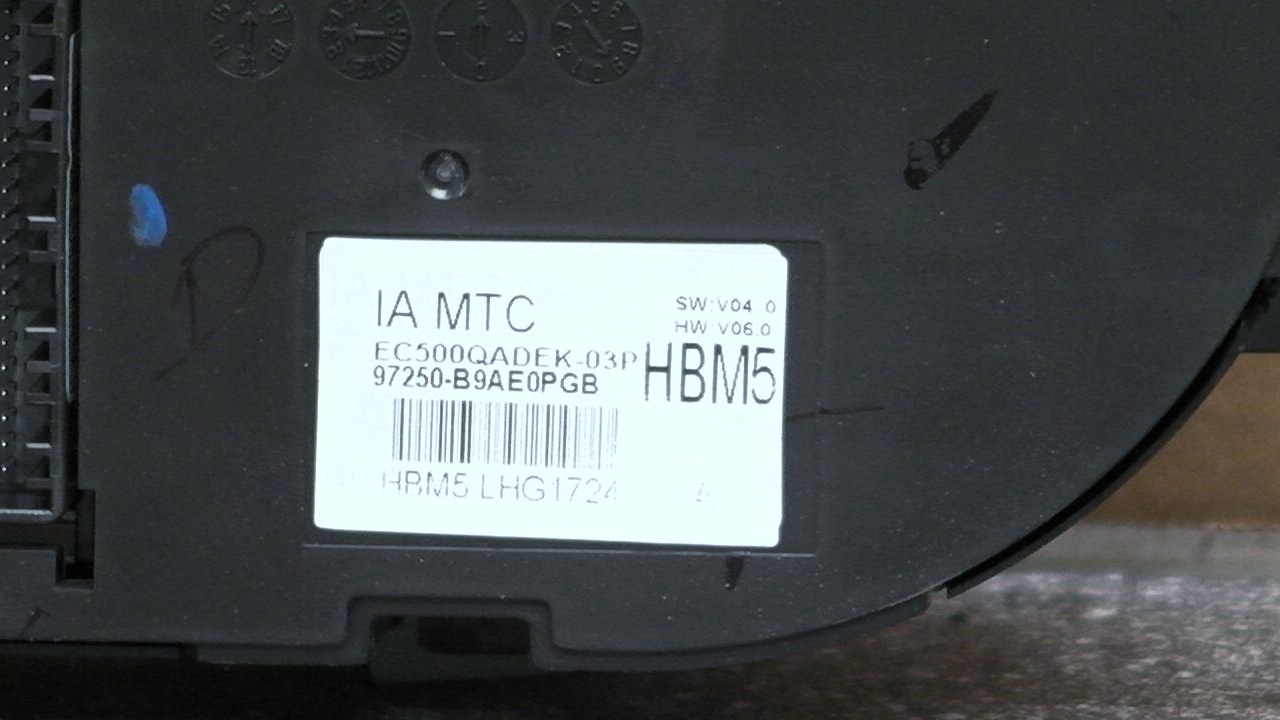 IA MTC
SW:V04.0
HW:V06.0
EC500QADEK-03P
97250-B9AE0PGB
HBM5
HBM5 LHG1724